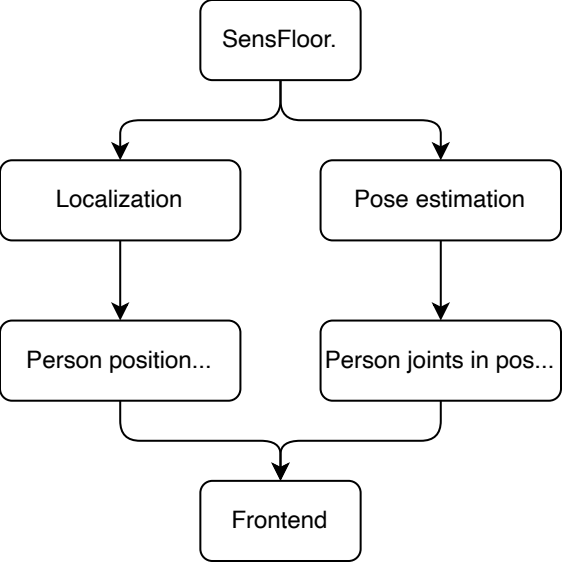 SensFloor.
Localization
Pose estimation
Person position...
Person joints in pos...
Frontend